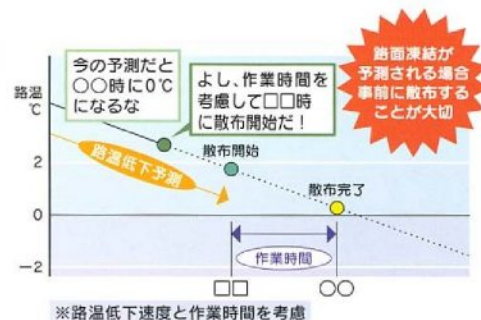 今の予測だと
○○時に0℃
になるな
よし、作業時間を
考慮して□□時
に散布開始だ!
路面凍結が
予測される場合
事前に散布する
ことが大切
路温
℃
2
0
−2
路温低下予測
散布開始
散布完了
作業時間
□□
○○
※路温低下速度と作業時間を考慮